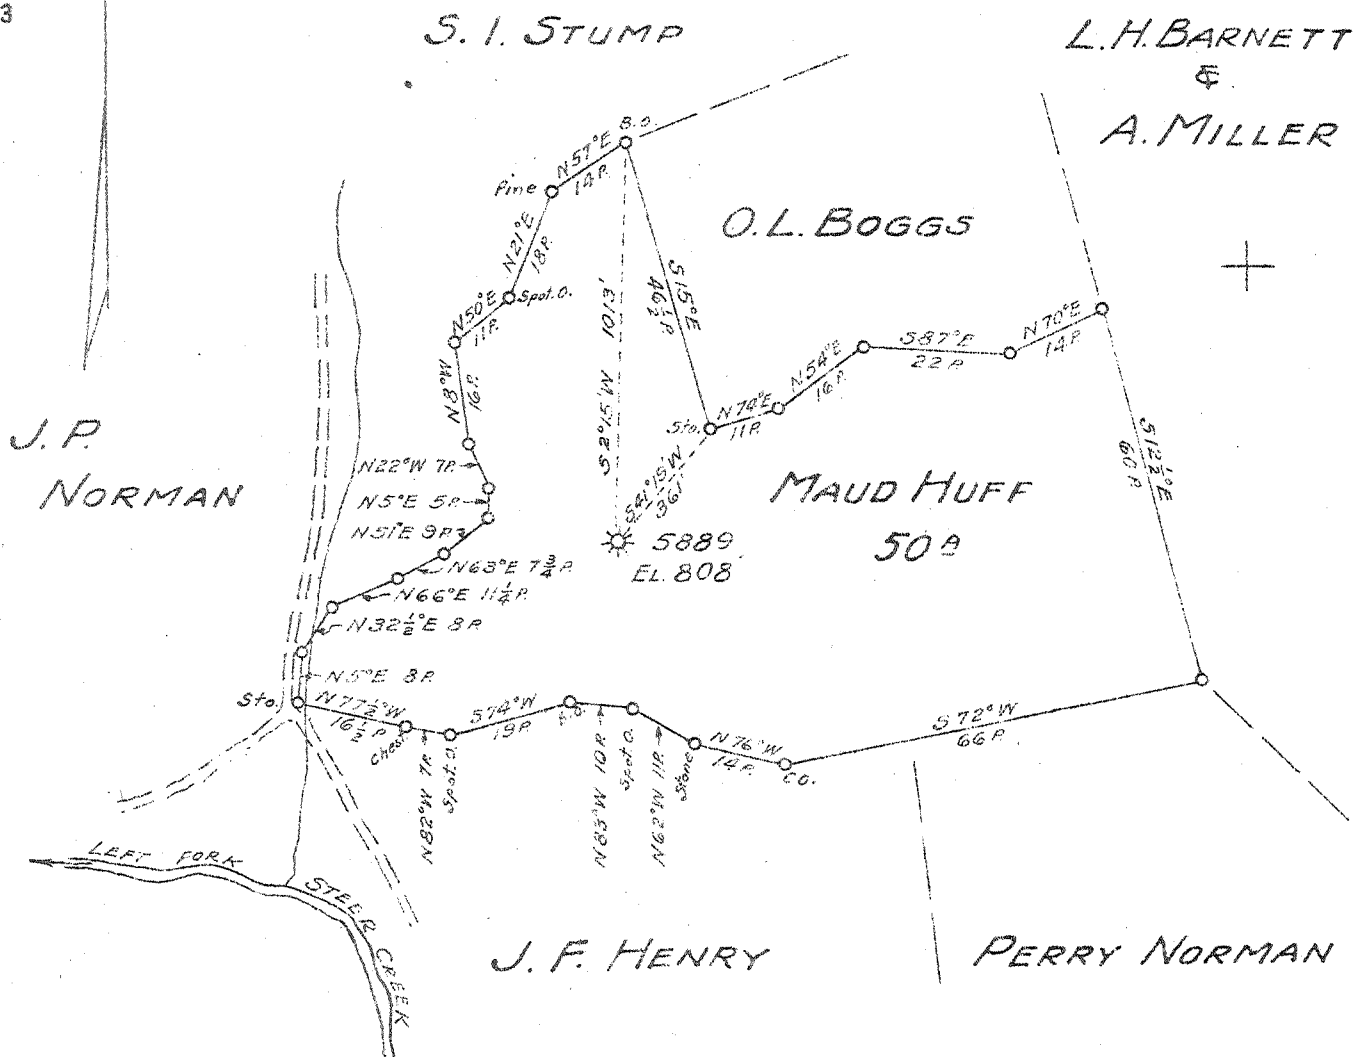 3
S. I. STUMP
L.H. BARNETT
&
A. MILLER
B.O.
N57°E
14P.
Pine
N21°E
18P.
O.L. BOGGS
S15°E
46½P.
N50°E
11P.
Spot. O.
1013'
S2°15'W
N8°W
16P.
N70°E
14P.
S87°E
22P.
N54°E
16P.
N74°E
11P.
Sto.
S12½°E
60P.
J.P.
NORMAN
N22°W 7P.
N5°E 5P.
N51°E 9P.
S41°15'W
MAUD HUFF
50A
5889
EL. 808
N63°E 7¾P.
N66°E 11¼P.
N32½°E 8P.
N5°E 8P.
Sto.
N77½°W
16½P.
Chest.
N82°W 7P.
Spot. O.
S74°W
19P.
N83°W 10P.
Spot O.
N62°W 11P.
Stone
N76°W
14P.
C.O.
S72°W
66P.
LEFT FORK
STEER CREEK
J. F. HENRY
PERRY NORMAN